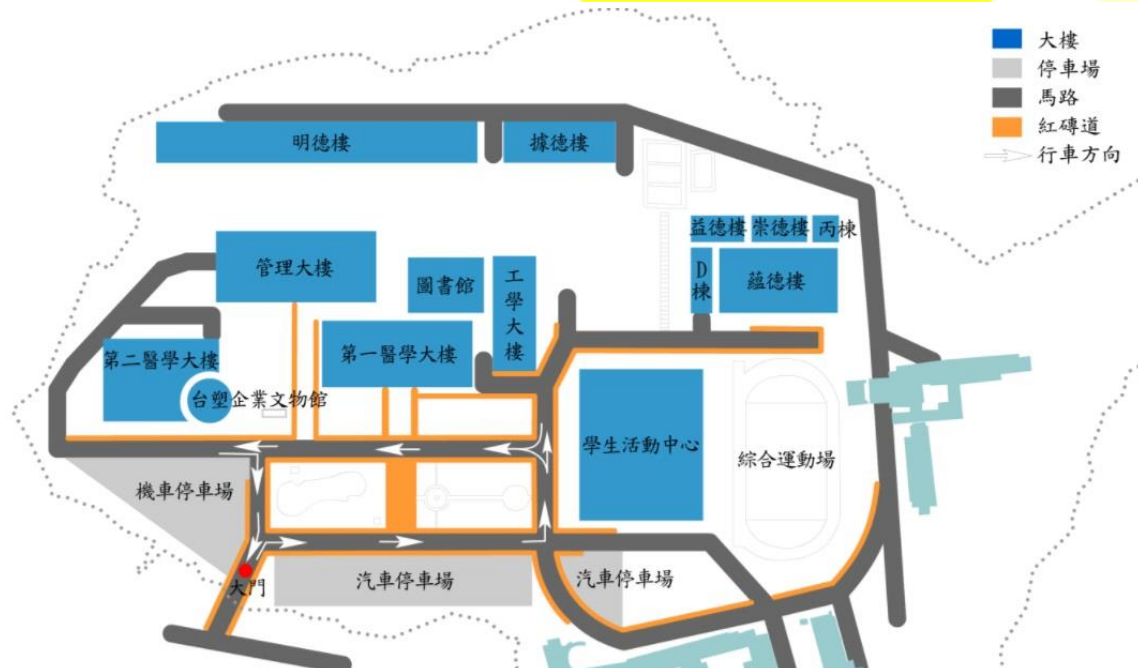 大樓
停車場
馬路
紅磚道
行車方向
明德樓
據德樓
益德樓
崇德樓
丙棟
管理大樓
圖書館
工學大樓
D棟
蘊德樓
第二醫學大樓
第一醫學大樓
台塑企業文物館
學生活動中心
綜合運動場
機車停車場
大門
汽車停車場
汽車停車場